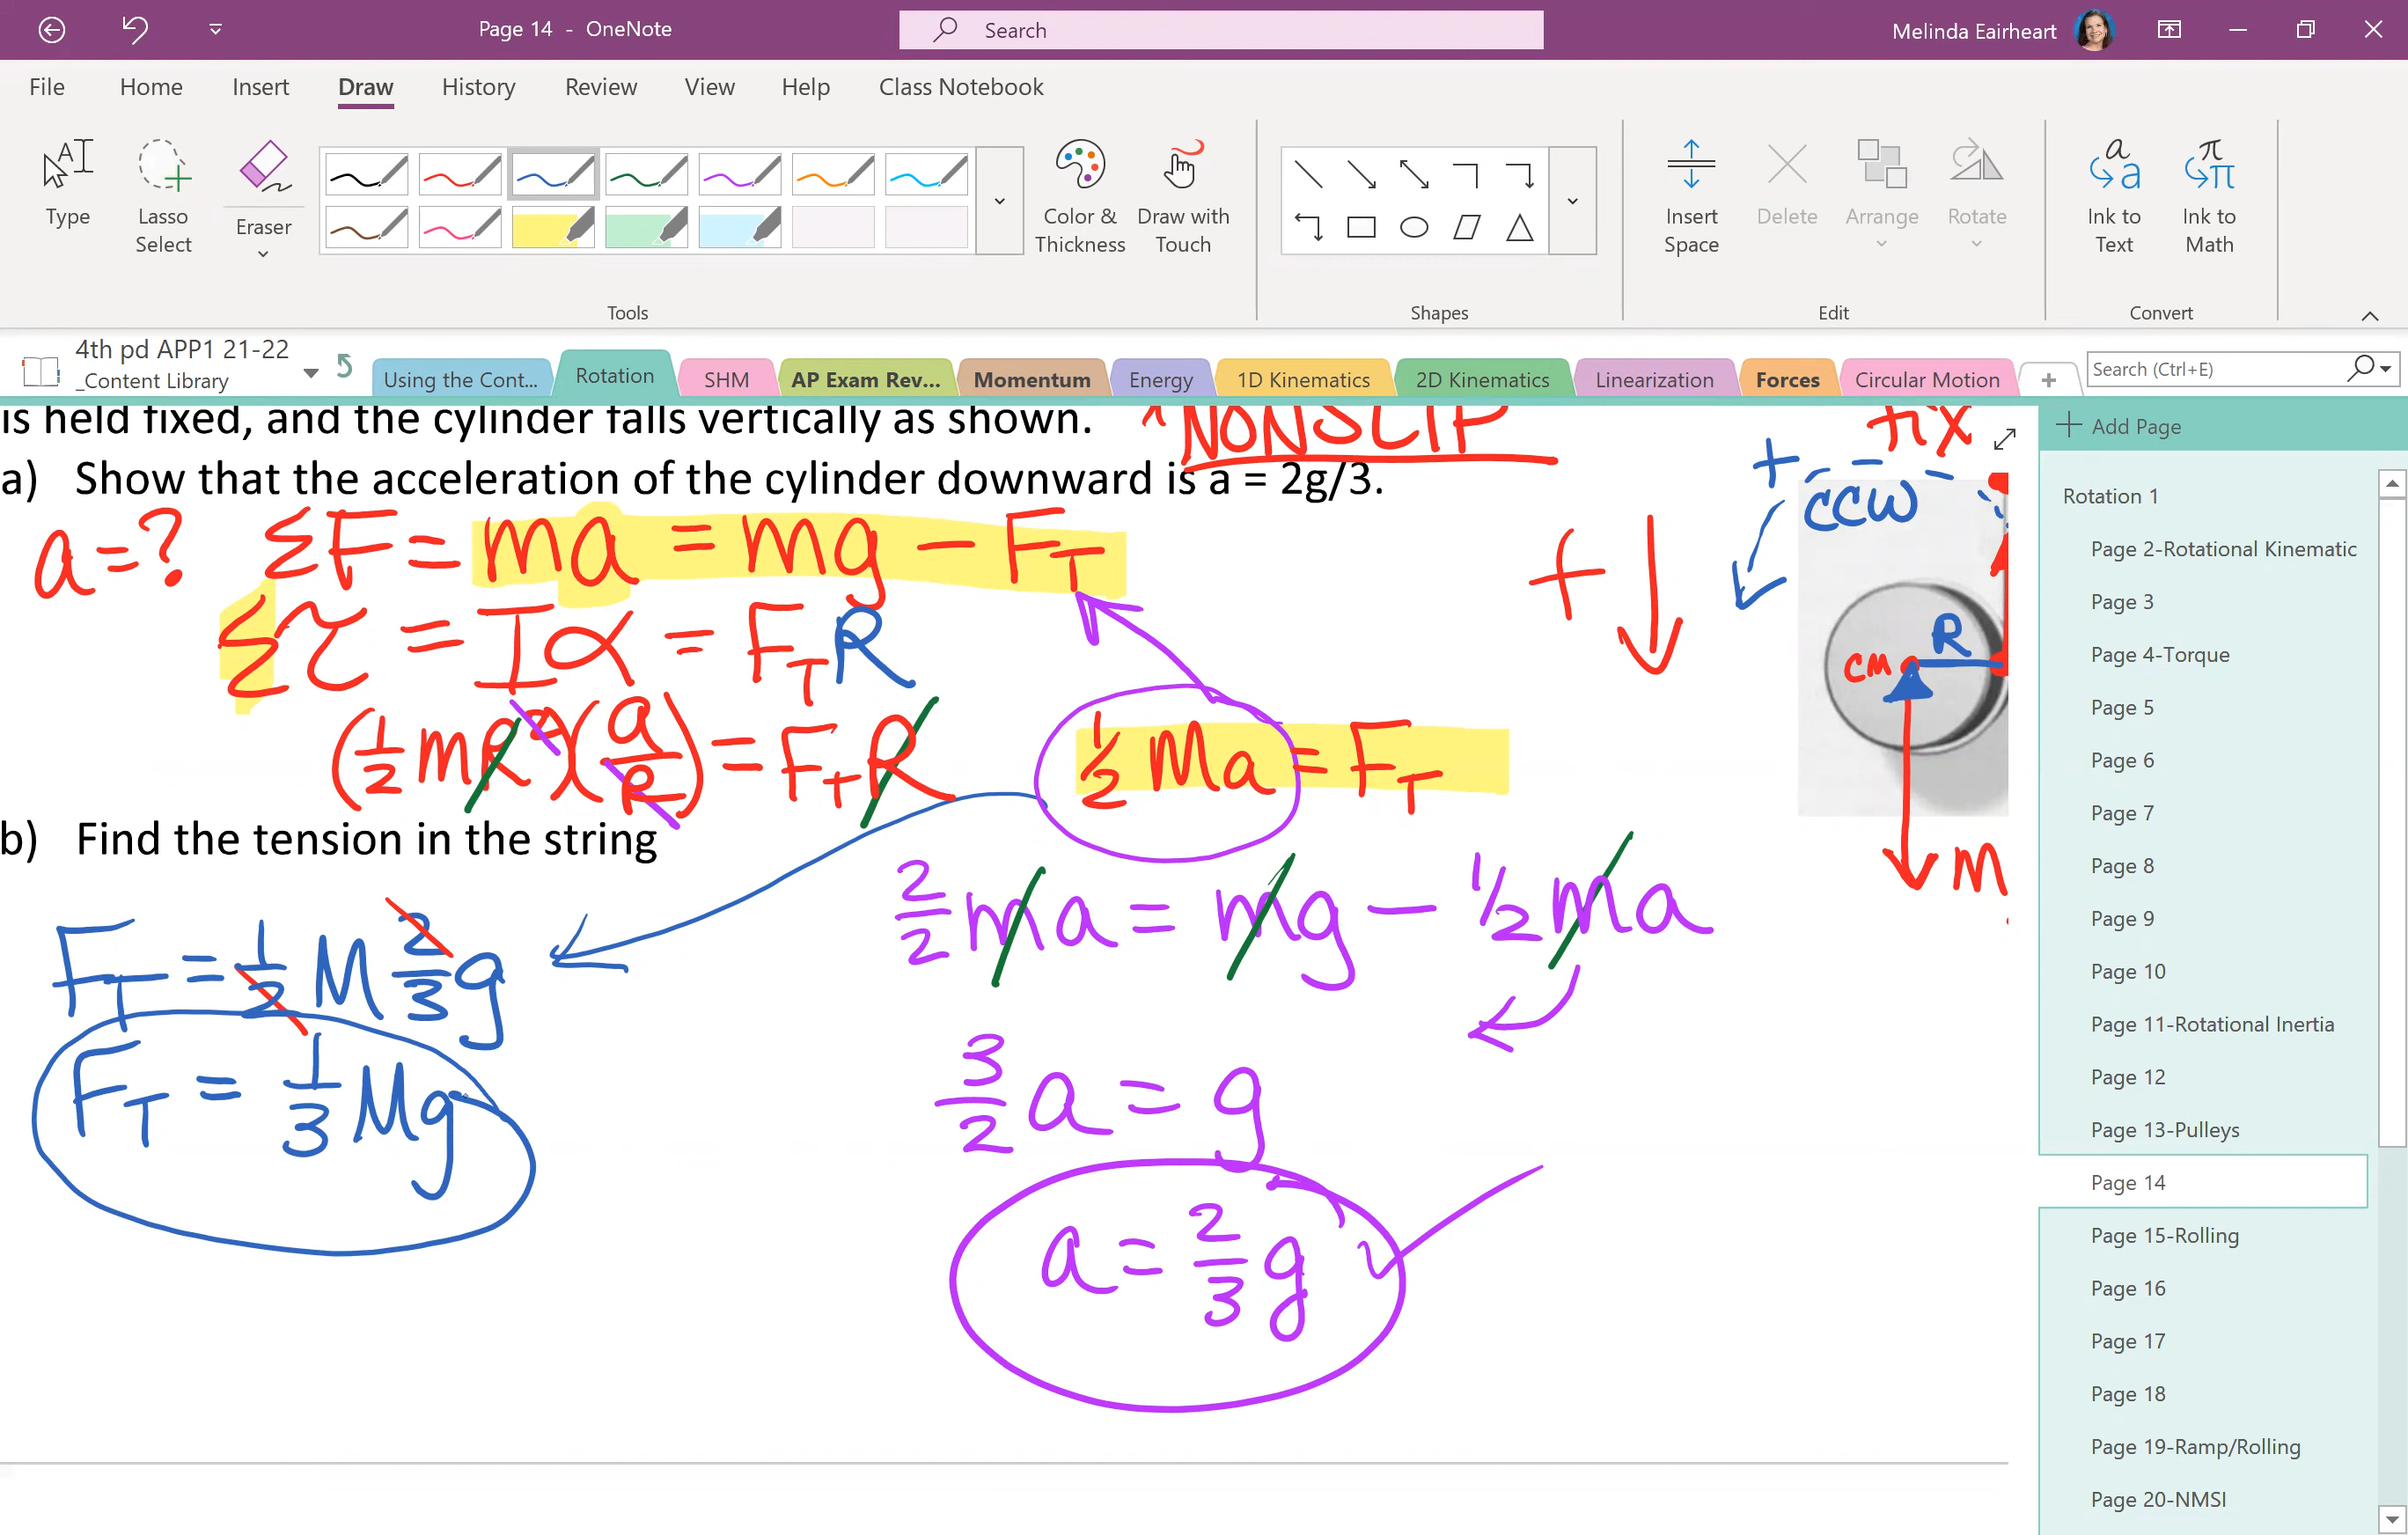 Page 14 - OneNote
Search
Melinda Eairheart
File Home Insert Draw History Review View Help Class Notebook
Type
Lasso Select
Eraser
Color & Thickness
Draw with Touch
Insert Space
Delete
Arrange
Rotate
Ink to Text
Ink to Math
Tools
Shapes
Edit
Convert
4th pd APP1 21-22
_Content Library
Using the Cont... Rotation SHM AP Exam Rev... Momentum Energy 1D Kinematics 2D Kinematics Linearization Forces Circular Motion +
Search (Ctrl+E)
is held fixed, and the cylinder falls vertically as shown. *NONSLIP
a) Show that the acceleration of the cylinder downward is a = 2g/3.
a=? ΣF = ma = mg - F_T
Στ = Iα = F_T R
(1/2 mR²)(a/R) = F_T R
1/2 Ma = F_T
+
+ CCW
CM
R
M
b) Find the tension in the string
F_T = 1/2 M 2/3 g
F_T = 1/3 Mg
2/2 ma = mg - 1/2 ma
3/2 a = g
a = 2/3 g
Add Page
Rotation 1
Page 2-Rotational Kinematic
Page 3
Page 4-Torque
Page 5
Page 6
Page 7
Page 8
Page 9
Page 10
Page 11-Rotational Inertia
Page 12
Page 13-Pulleys
Page 14
Page 15-Rolling
Page 16
Page 17
Page 18
Page 19-Ramp/Rolling
Page 20-NMSI